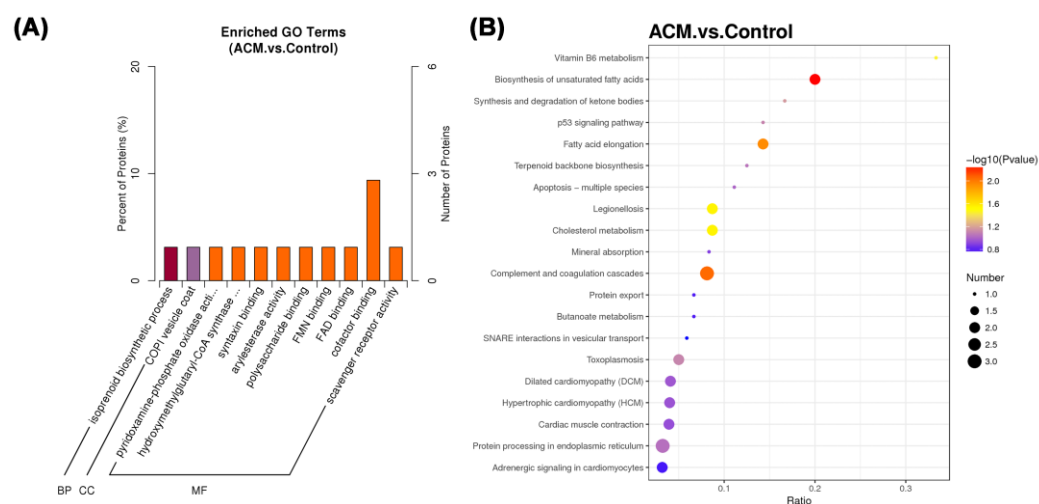 (A)
Enriched GO Terms
(ACM.vs.Control)
Percent of Proteins (%)
20
10
0
Number of Proteins
6
3
0
isoprenoid biosynthetic process
COPI vesicle coat
pyridoxamine-phosphate oxidase acti...
hydroxymethylglutaryl-CoA synthase ...
syntaxin binding
arylesterase activity
polysaccharide binding
FMN binding
FAD binding
cofactor binding
scavenger receptor activity
BP CC MF
(B)
ACM.vs.Control
Vitamin B6 metabolism
Biosynthesis of unsaturated fatty acids
Synthesis and degradation of ketone bodies
p53 signaling pathway
Fatty acid elongation
Terpenoid backbone biosynthesis
Apoptosis − multiple species
Legionellosis
Cholesterol metabolism
Mineral absorption
Complement and coagulation cascades
Protein export
Butanoate metabolism
SNARE interactions in vesicular transport
Toxoplasmosis
Dilated cardiomyopathy (DCM)
Hypertrophic cardiomyopathy (HCM)
Cardiac muscle contraction
Protein processing in endoplasmic reticulum
Adrenergic signaling in cardiomyocytes
0.1 0.2 0.3
Ratio
−log10(Pvalue)
2.0
1.6
1.2
0.8
Number
1.0
1.5
2.0
2.5
3.0